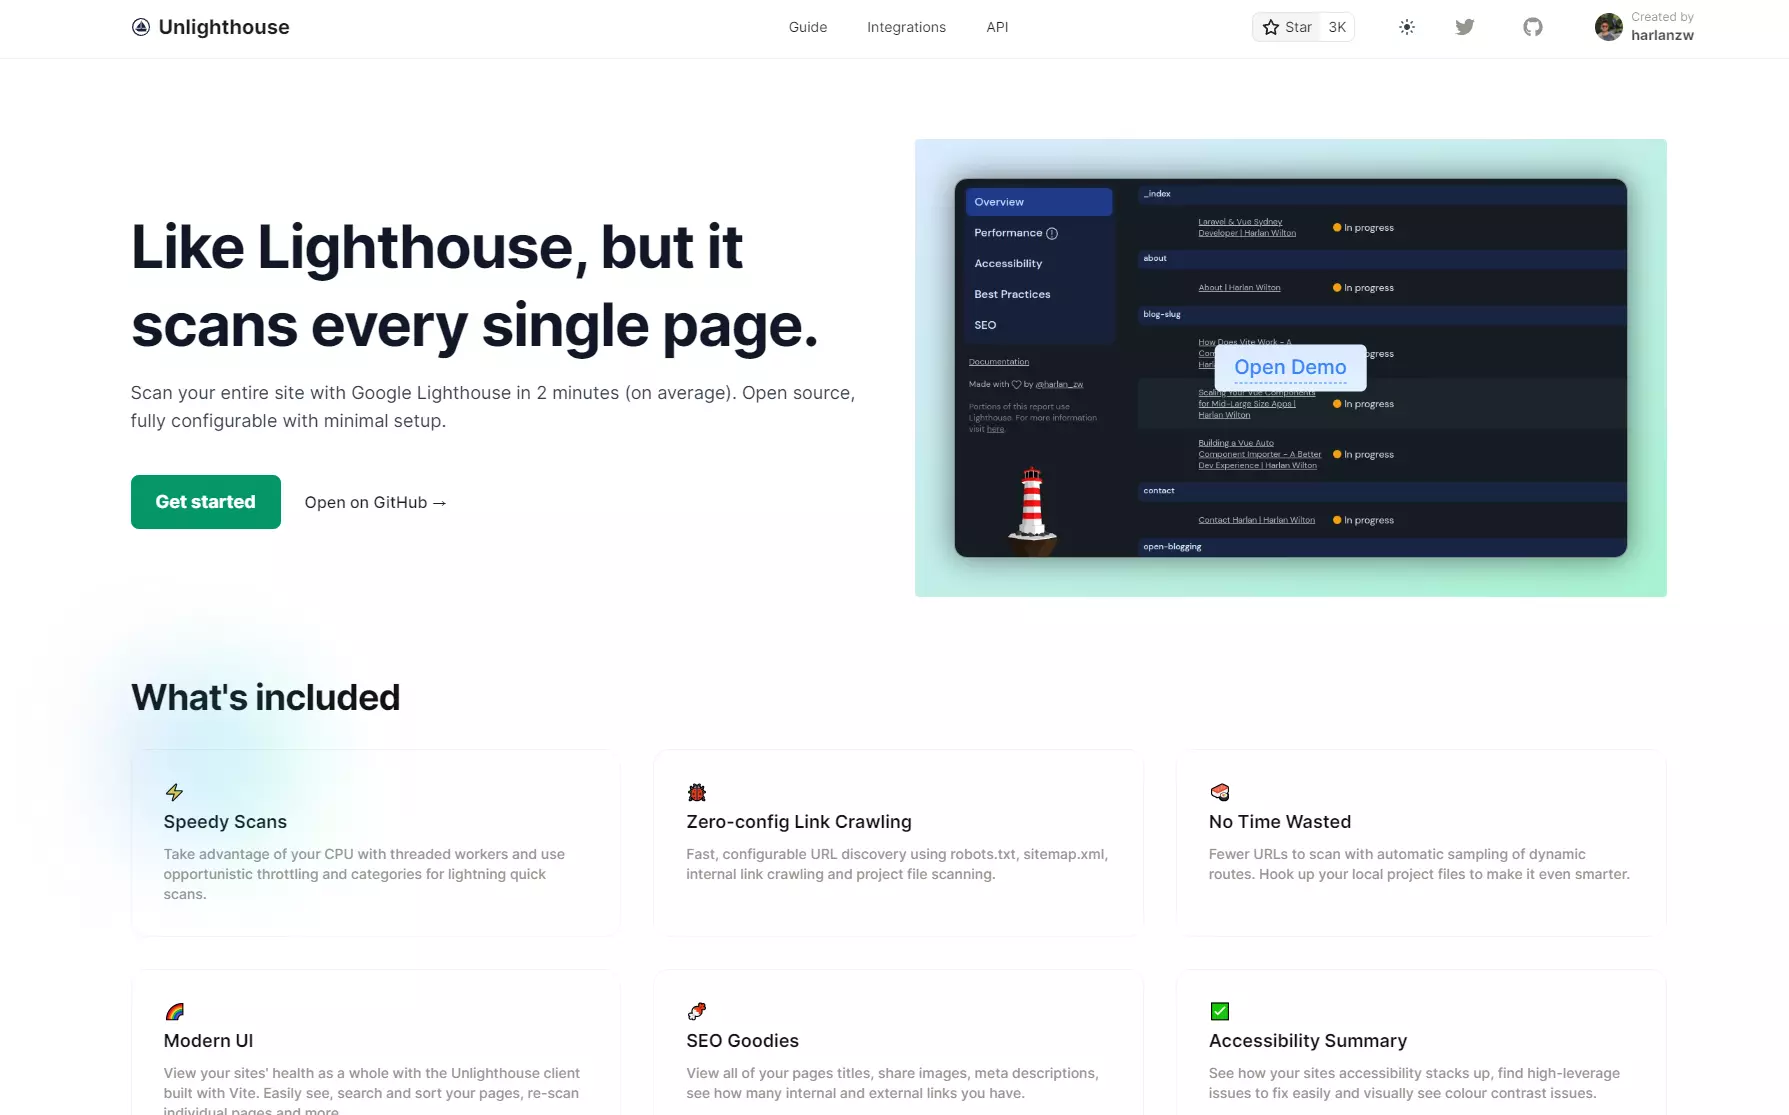 Unlighthouse
Guide
Integrations
API
Star
3K
Created by
harlanzw
Like Lighthouse, but it
scans every single page.
Scan your entire site with Google Lighthouse in 2 minutes (on average). Open source,
fully configurable with minimal setup.
Get started
Open on GitHub →
Overview
Performance
Accessibility
Best Practices
SEO
Documentation
Made with ♡ by @harlan_zw
Portions of this report use
Lighthouse. For more information
visit here.
_index
Laravel & Vue Sydney
Developer | Harlan Wilton
In progress
about
About | Harlan Wilton
In progress
blog-slug
How Does Vite Work - A
Open Demo
Scaling Your Vue Components
for Mid-Large Size Apps |
Harlan Wilton
In progress
Building a Vue Auto
Component Importer - A Better
Dev Experience | Harlan Wilton
In progress
contact
Contact Harlan | Harlan Wilton
In progress
open-blogging
What's included
Speedy Scans
Take advantage of your CPU with threaded workers and use
opportunistic throttling and categories for lightning quick
scans.
Zero-config Link Crawling
Fast, configurable URL discovery using robots.txt, sitemap.xml,
internal link crawling and project file scanning.
No Time Wasted
Fewer URLs to scan with automatic sampling of dynamic
routes. Hook up your local project files to make it even smarter.
Modern UI
View your sites' health as a whole with the Unlighthouse client
built with Vite. Easily see, search and sort your pages, re-scan
individual pages and more.
SEO Goodies
View all of your pages titles, share images, meta descriptions,
see how many internal and external links you have.
Accessibility Summary
See how your sites accessibility stacks up, find high-leverage
issues to fix easily and visually see colour contrast issues.